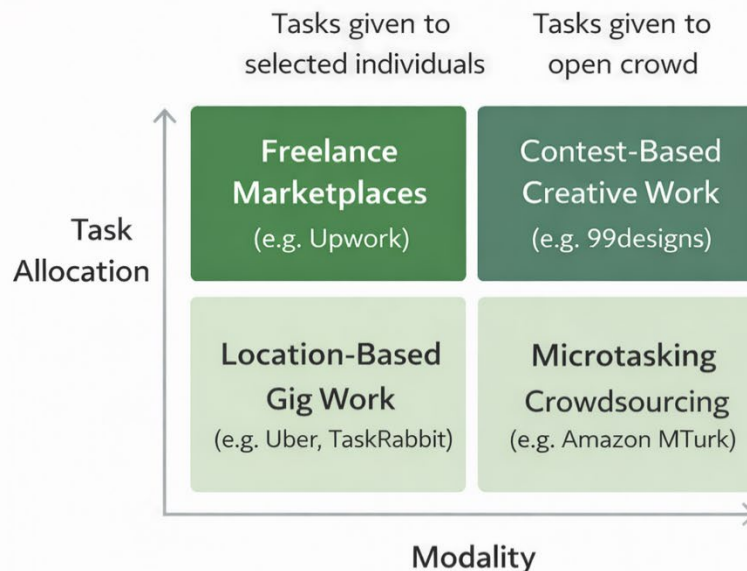 Tasks given to
selected individuals
Tasks given to
open crowd
Task
Allocation
Freelance
Marketplaces
(e.g. Upwork)
Contest-Based
Creative Work
(e.g. 99designs)
Location-Based
Gig Work
(e.g. Uber, TaskRabbit)
Microtasking
Crowdsourcing
(e.g. Amazon MTurk)
Modality